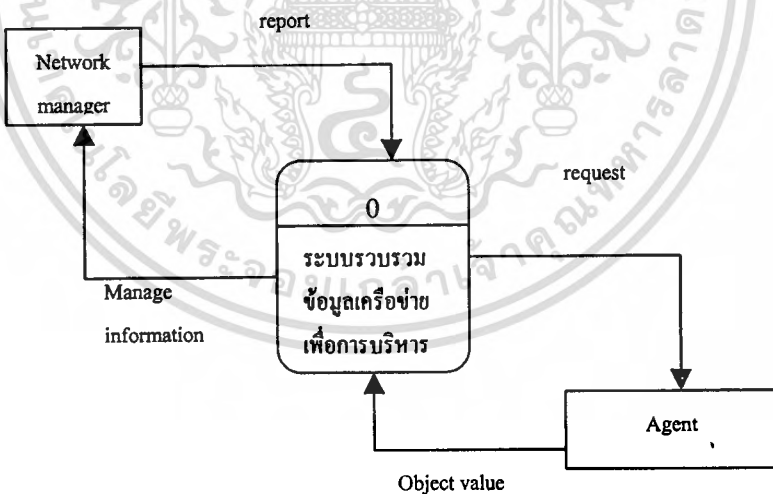 report
Network
manager
request
0
ระบบรวบรวม
ข้อมูลเครือข่าย
เพื่อการบริหาร
Manage
information
Agent
Object value